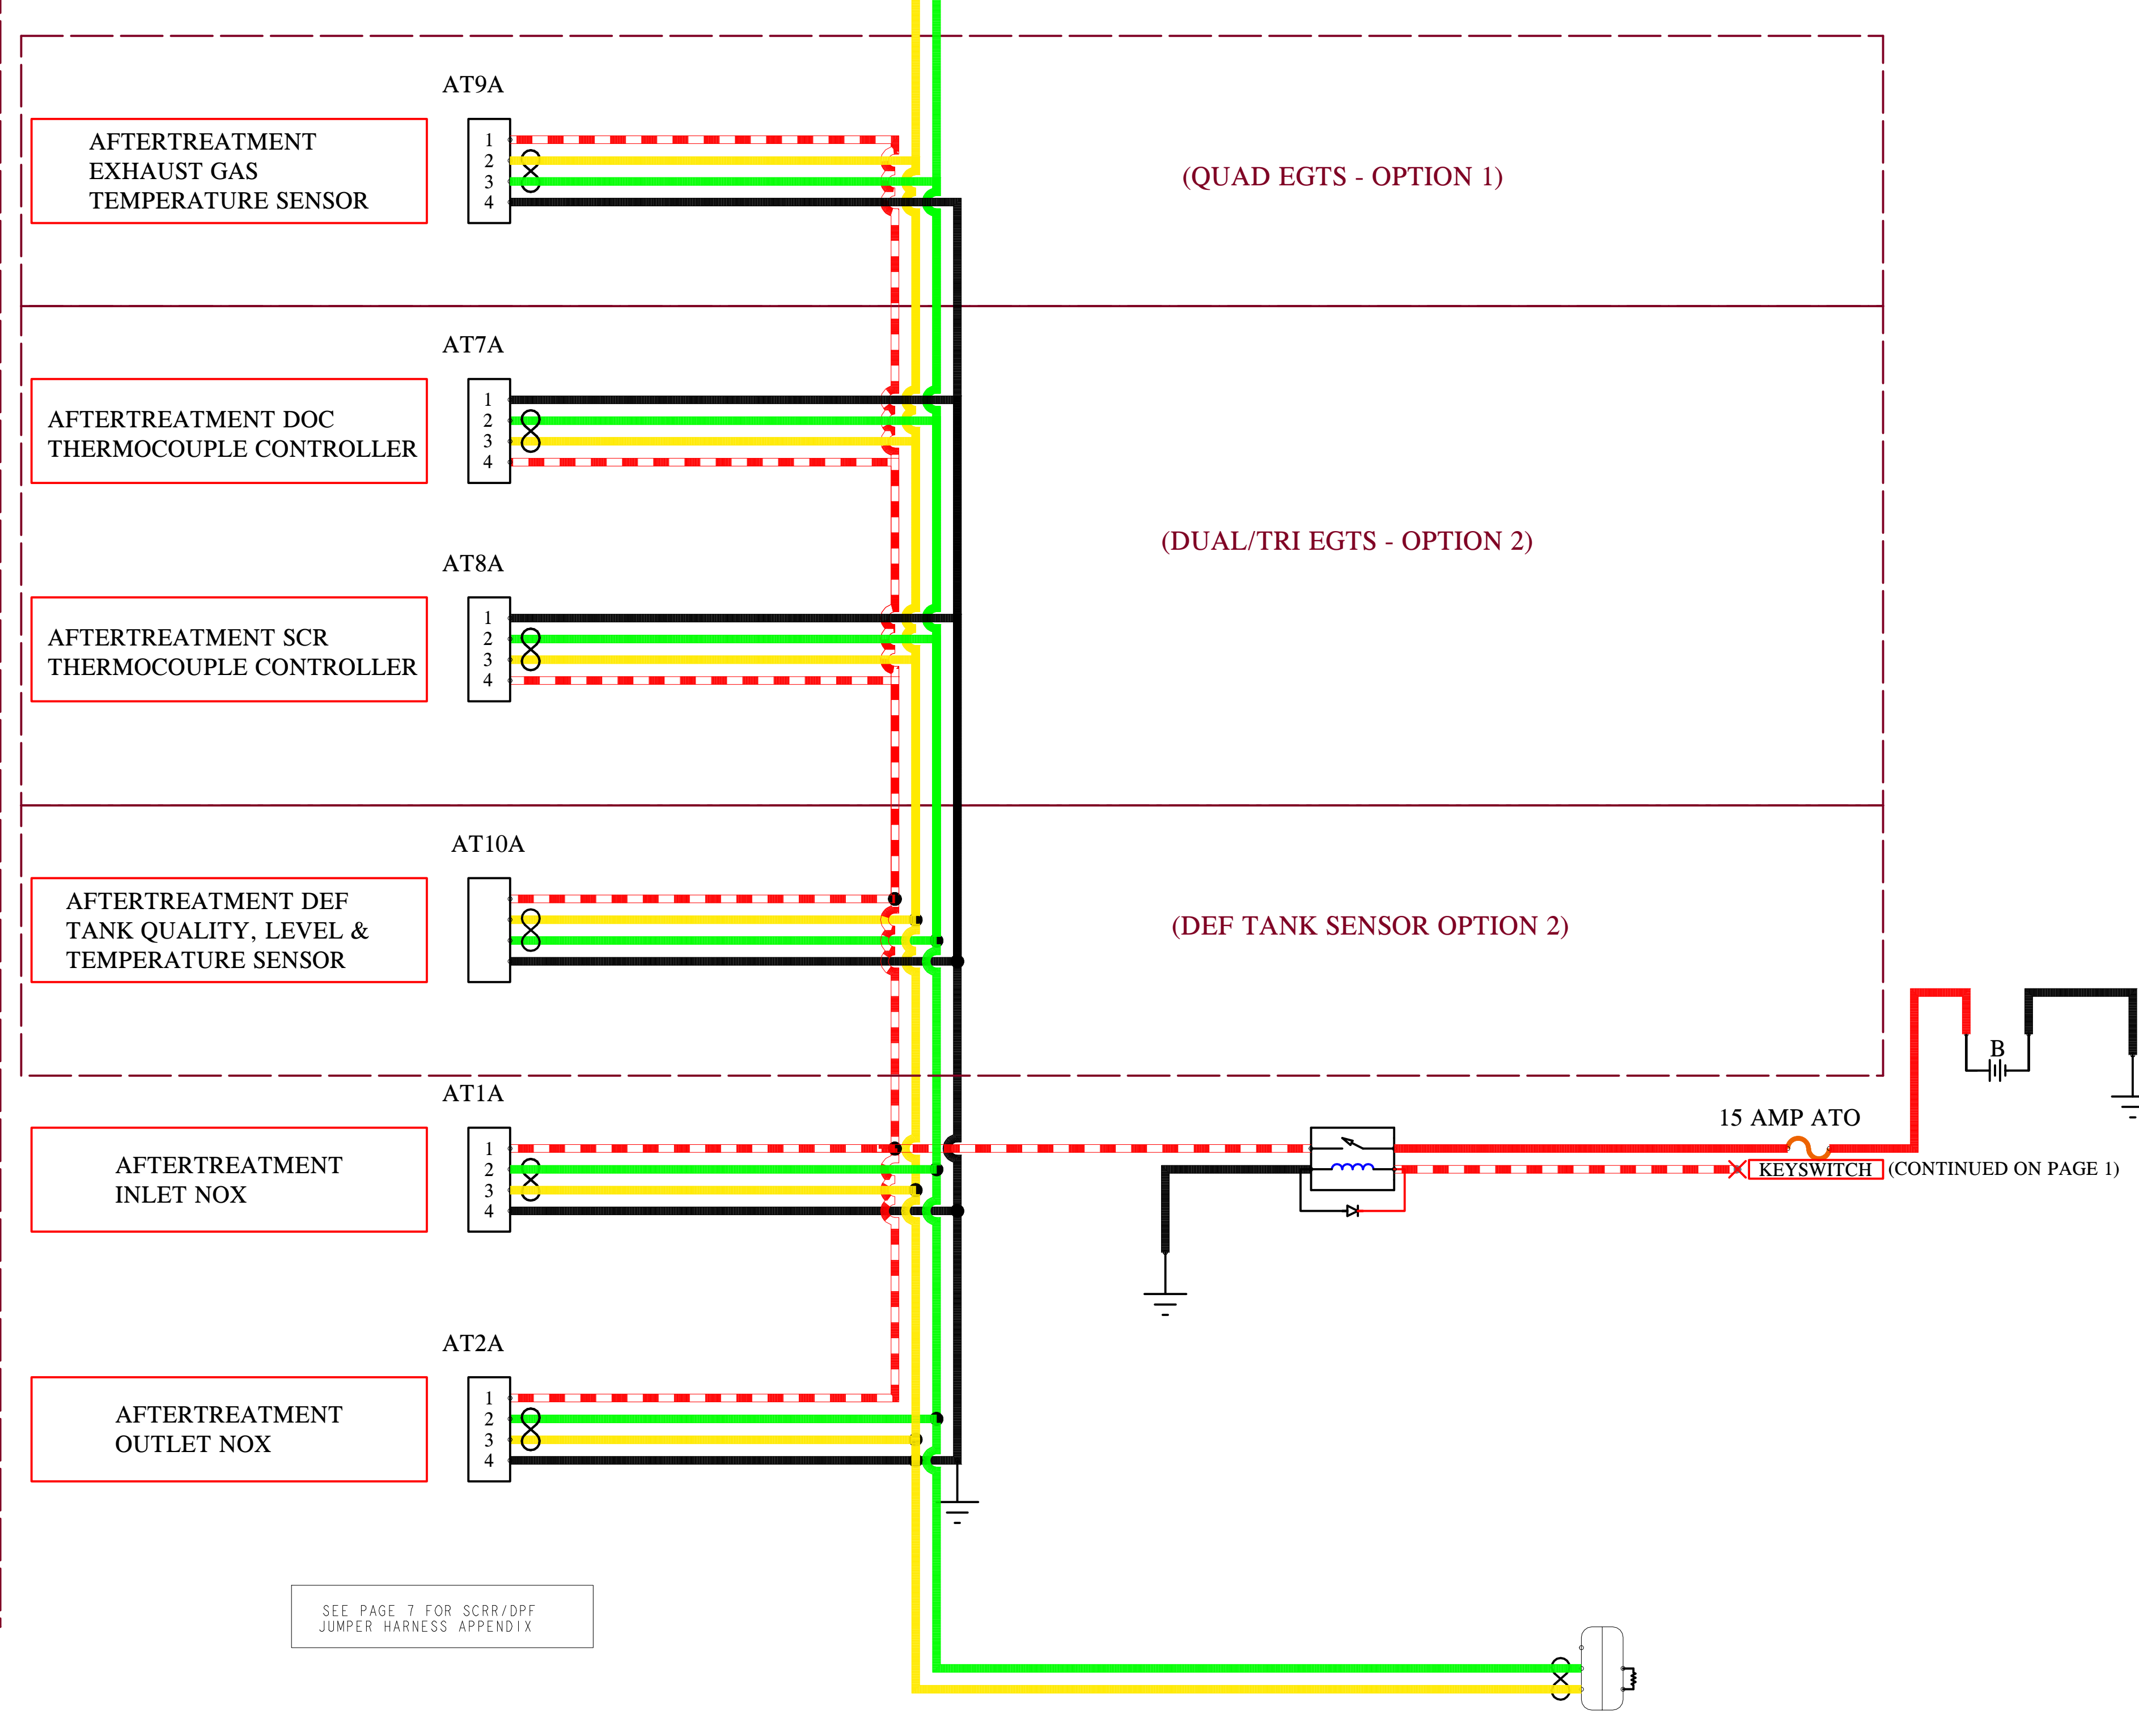 AT9A
AFTERTREATMENT
EXHAUST GAS
TEMPERATURE SENSOR
1
2
3
4
(QUAD EGTS - OPTION 1)
AT7A
AFTERTREATMENT DOC
THERMOCOUPLE CONTROLLER
1
2
3
4
(DUAL/TRI EGTS - OPTION 2)
AT8A
AFTERTREATMENT SCR
THERMOCOUPLE CONTROLLER
1
2
3
4
AT10A
AFTERTREATMENT DEF
TANK QUALITY, LEVEL &
TEMPERATURE SENSOR
(DEF TANK SENSOR OPTION 2)
B
AT1A
AFTERTREATMENT
INLET NOX
1
2
3
4
15 AMP ATO
KEYSWITCH
(CONTINUED ON PAGE 1)
AT2A
AFTERTREATMENT
OUTLET NOX
1
2
3
4
SEE PAGE 7 FOR SCRR/DPF
JUMPER HARNESS APPENDIX